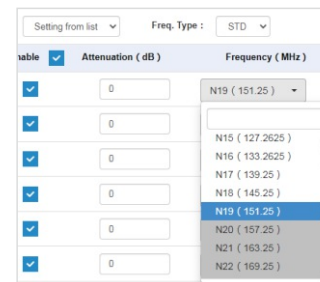 Setting from list Freq. Type : STD
nable Attenuation ( dB ) Frequency ( MHz )
0 N19 ( 151.25 )
0
N15 ( 127.2625 )
0 N16 ( 133.2625 )
N17 ( 139.25 )
0 N18 ( 145.25 )
N19 ( 151.25 )
0 N20 ( 157.25 )
N21 ( 163.25 )
0 N22 ( 169.25 )